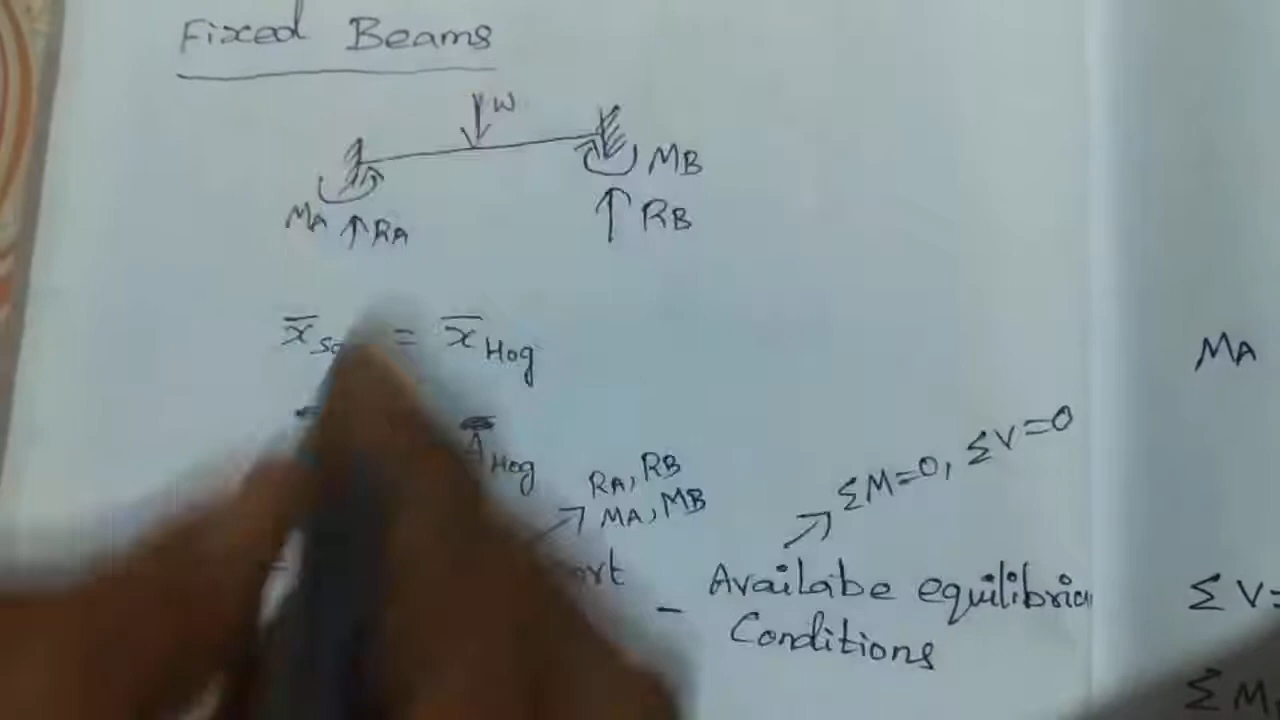 Fixed Beams
W
MB
MA ↑ RA
↑ RB
x̄ = x̄Hog
MA
AHog
RA, RB
MA, MB
ΣM=0, ΣV=0
- Availabe equilibria
Conditions
ΣV=
ΣM